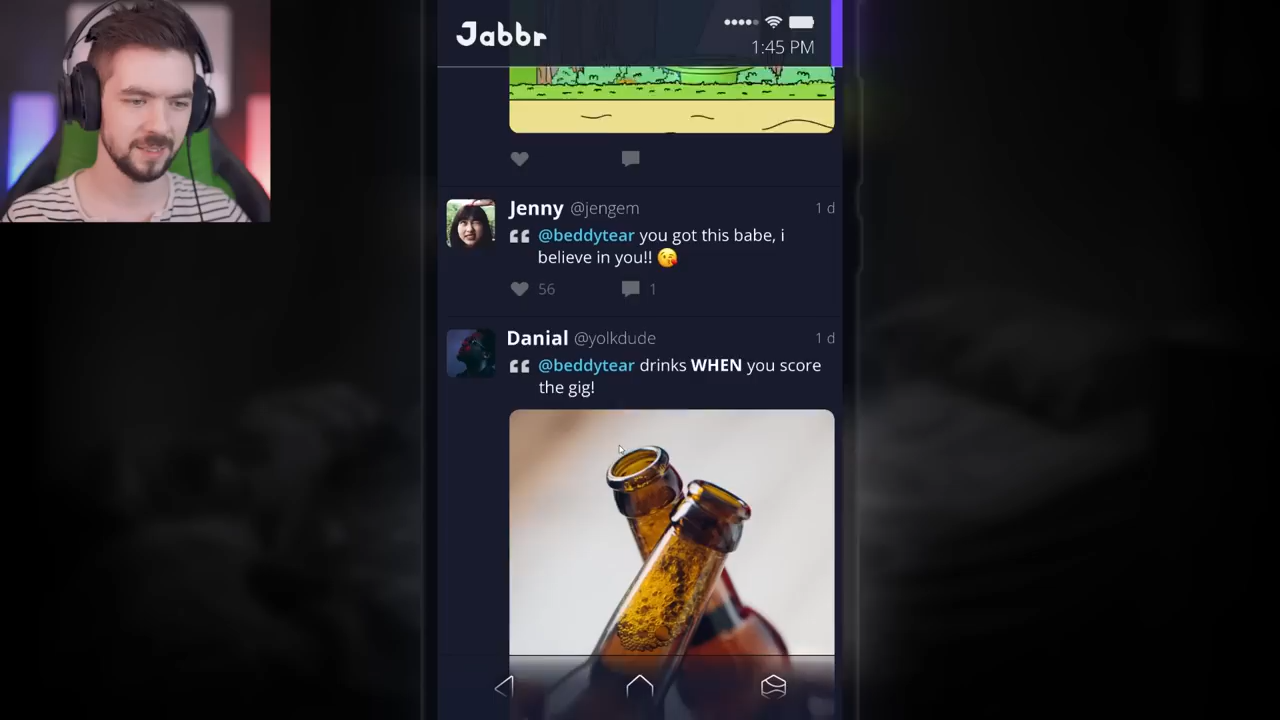 Jabbr
1:45 PM
Jenny @jengem 1 d
@beddytear you got this babe, i
believe in you!! 😘
56 1
Danial @yolkdude 1 d
@beddytear drinks WHEN you score
the gig!